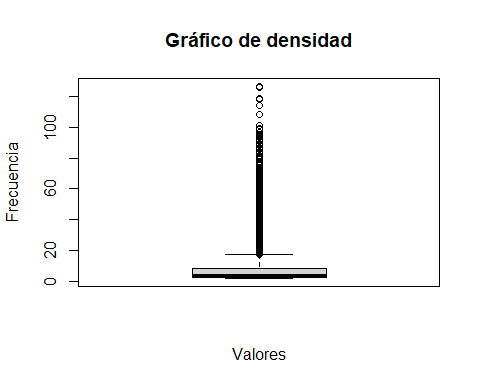 Gráfico de densidad
Frecuencia
100
60
20
0
Valores